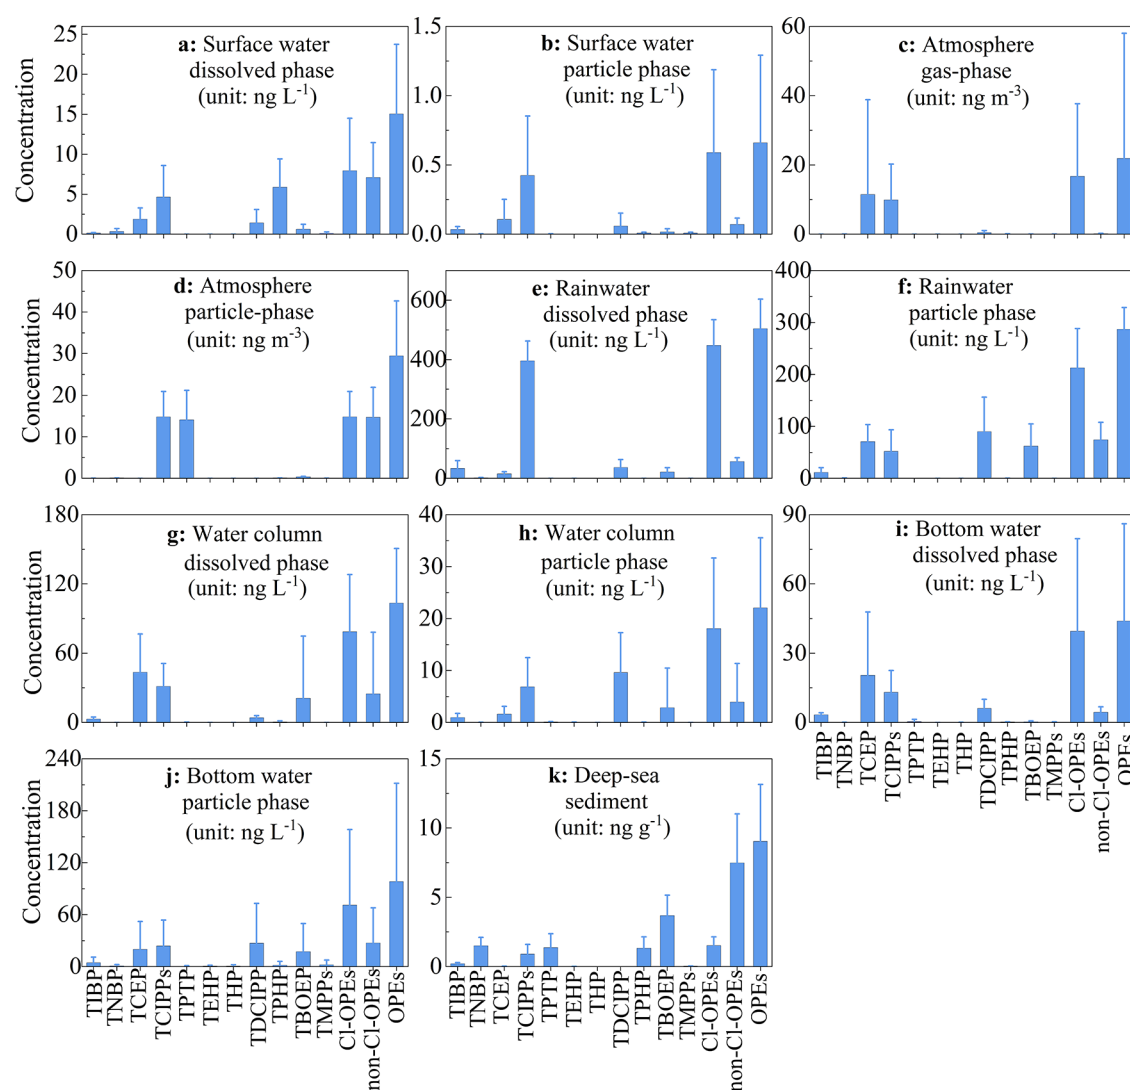 a: Surface water
dissolved phase
(unit: ng L-1)
Concentration
25
20
15
10
5
0
b: Surface water
particle phase
(unit: ng L-1)
1.5
1.0
0.5
0.0
c: Atmosphere
gas-phase
(unit: ng m-3)
60
40
20
0
d: Atmosphere
particle-phase
(unit: ng m-3)
Concentration
50
40
30
15
10
0
e: Rainwater
dissolved phase
(unit: ng L-1)
600
400
200
0
f: Rainwater
particle phase
(unit: ng L-1)
400
300
200
100
0
g: Water column
dissolved phase
(unit: ng L-1)
Concentration
180
120
60
0
h: Water column
particle phase
(unit: ng L-1)
40
30
20
10
0
i: Bottom water
dissolved phase
(unit: ng L-1)
90
60
30
0
TIBP
TNBP
TCEP
TCIPPs
TPTP
TEHP
THP
TDCIPP
TPHP
TBOEP
TMPPs
Cl-OPEs
non-Cl-OPEs
OPEs
j: Bottom water
particle phase
(unit: ng L-1)
Concentration
240
180
120
60
0
TIBP
TNBP
TCEP
TCIPPs
TPTP
TEHP
THP
TDCIPP
TPHP
TBOEP
TMPPs
Cl-OPEs
non-Cl-OPEs
OPEs
k: Deep-sea
sediment
(unit: ng g-1)
15
10
5
0
TIBP
TNBP
TCEP
TCIPPs
TPTP
TEHP
THP
TDCIPP
TPHP
TBOEP
TMPPs
Cl-OPEs
non-Cl-OPEs
OPEs